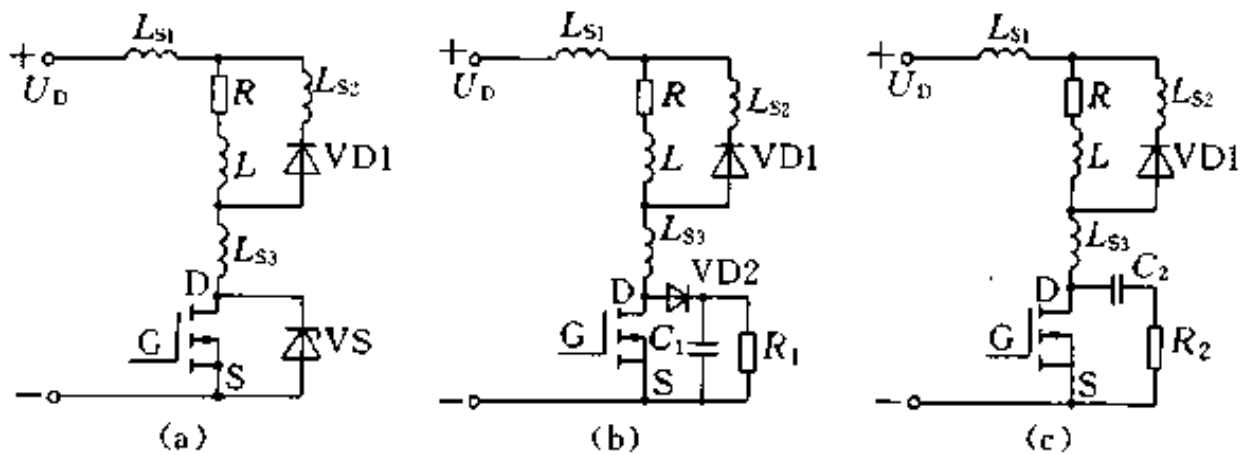 L_S1
+
U_D
R
L_S2
L
VD1
L_S3
D
G
VS
S
−
(a)
L_S1
+
U_D
R
L_S2
L
VD1
L_S3
VD2
D
G
C_1
R_1
S
−
(b)
L_S1
+
U_D
R
L_S2
L
VD1
L_S3
C_2
D
G
R_2
S
−
(c)